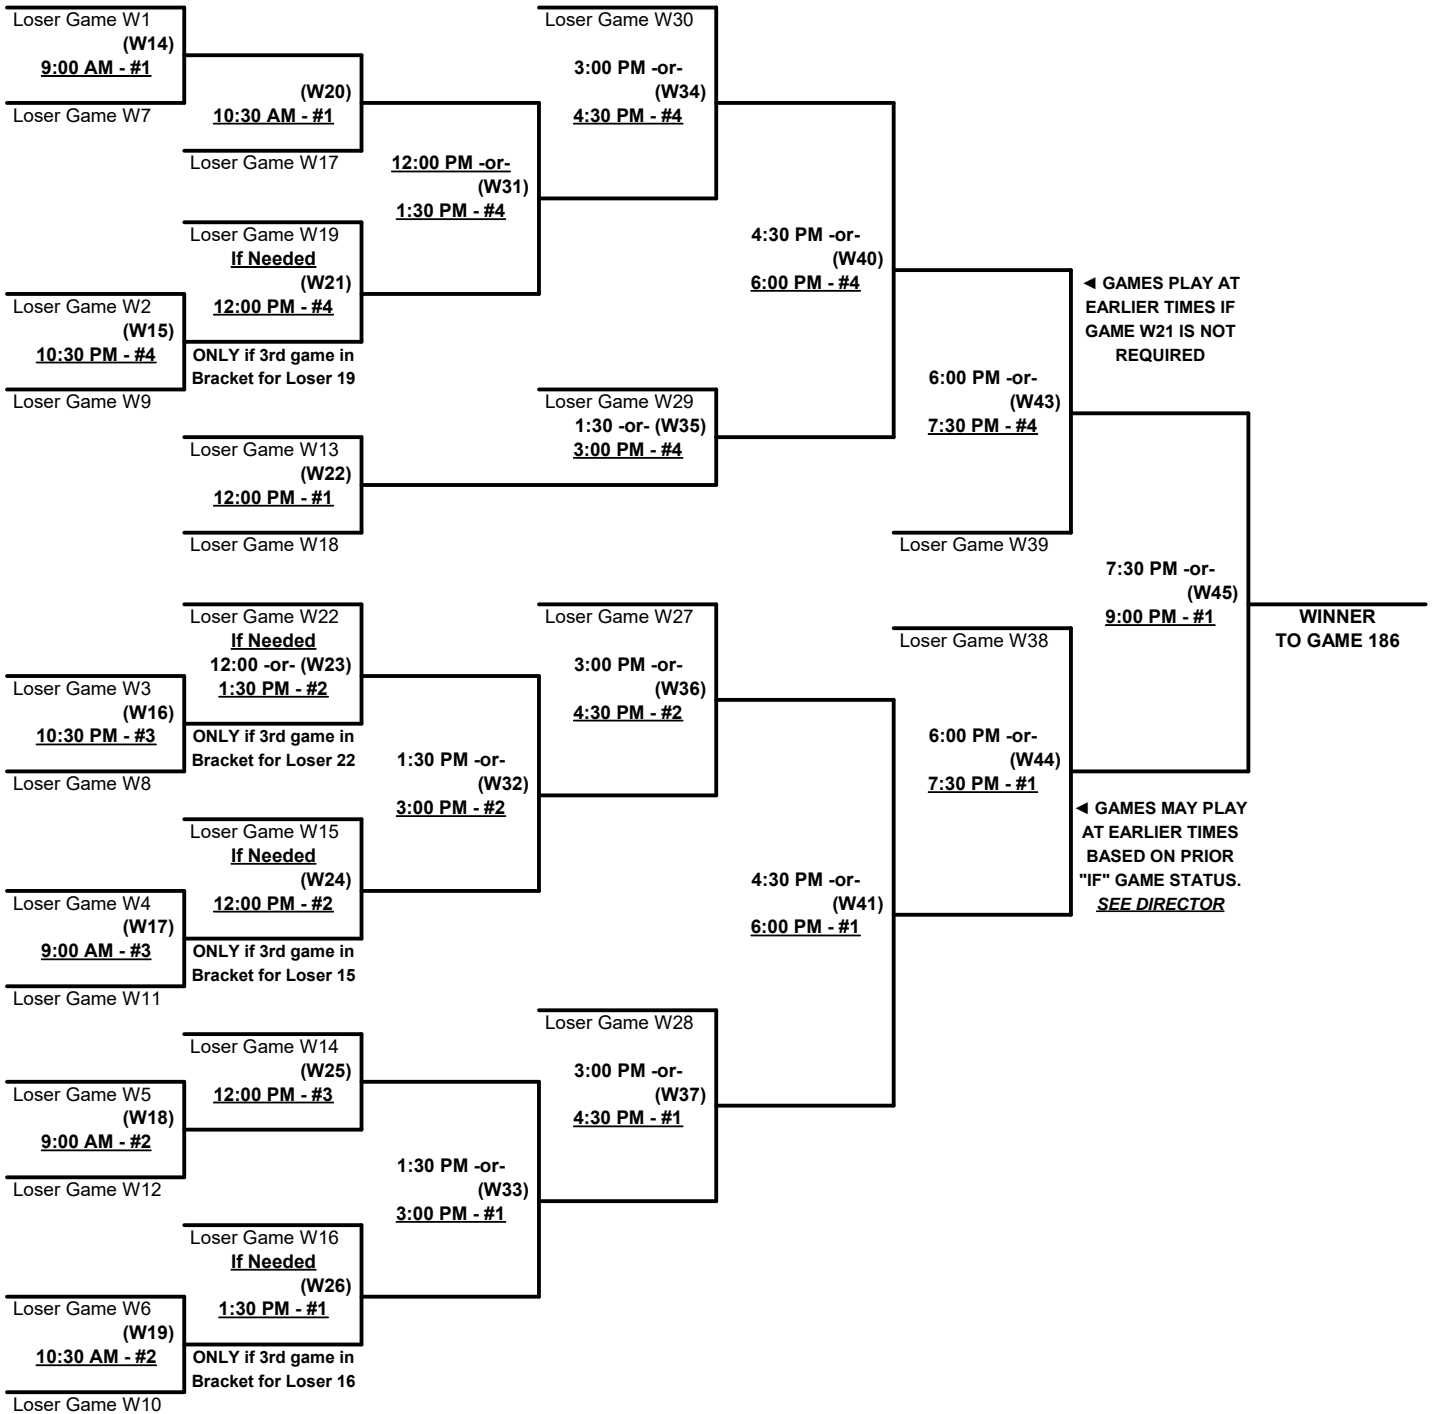 Loser Game W1
(W14)
9:00 AM - #1
Loser Game W7
(W20)
10:30 AM - #1
Loser Game W17
12:00 PM -or-
(W31)
1:30 PM - #4
Loser Game W19
If Needed
(W21)
12:00 PM - #4
ONLY if 3rd game in
Bracket for Loser 19
Loser Game W2
(W15)
10:30 PM - #4
Loser Game W9
Loser Game W13
(W22)
12:00 PM - #1
Loser Game W18
Loser Game W30
3:00 PM -or-
(W34)
4:30 PM - #4
4:30 PM -or-
(W40)
6:00 PM - #4
Loser Game W29
1:30 -or- (W35)
3:00 PM - #4
◄ GAMES PLAY AT
EARLIER TIMES IF
GAME W21 IS NOT
REQUIRED
6:00 PM -or-
(W43)
7:30 PM - #4
Loser Game W39
7:30 PM -or-
(W45)
9:00 PM - #1
WINNER
TO GAME 186
Loser Game W22
If Needed
12:00 -or- (W23)
1:30 PM - #2
ONLY if 3rd game in
Bracket for Loser 22
Loser Game W3
(W16)
10:30 PM - #3
Loser Game W8
1:30 PM -or-
(W32)
3:00 PM - #2
Loser Game W15
If Needed
(W24)
12:00 PM - #2
ONLY if 3rd game in
Bracket for Loser 15
Loser Game W4
(W17)
9:00 AM - #3
Loser Game W11
Loser Game W27
3:00 PM -or-
(W36)
4:30 PM - #2
Loser Game W38
6:00 PM -or-
(W44)
7:30 PM - #1
◄ GAMES MAY PLAY
AT EARLIER TIMES
BASED ON PRIOR
"IF" GAME STATUS.
SEE DIRECTOR
4:30 PM -or-
(W41)
6:00 PM - #1
Loser Game W28
3:00 PM -or-
(W37)
4:30 PM - #1
Loser Game W14
(W25)
12:00 PM - #3
Loser Game W5
(W18)
9:00 AM - #2
Loser Game W12
1:30 PM -or-
(W33)
3:00 PM - #1
Loser Game W16
If Needed
(W26)
1:30 PM - #1
ONLY if 3rd game in
Bracket for Loser 16
Loser Game W6
(W19)
10:30 AM - #2
Loser Game W10